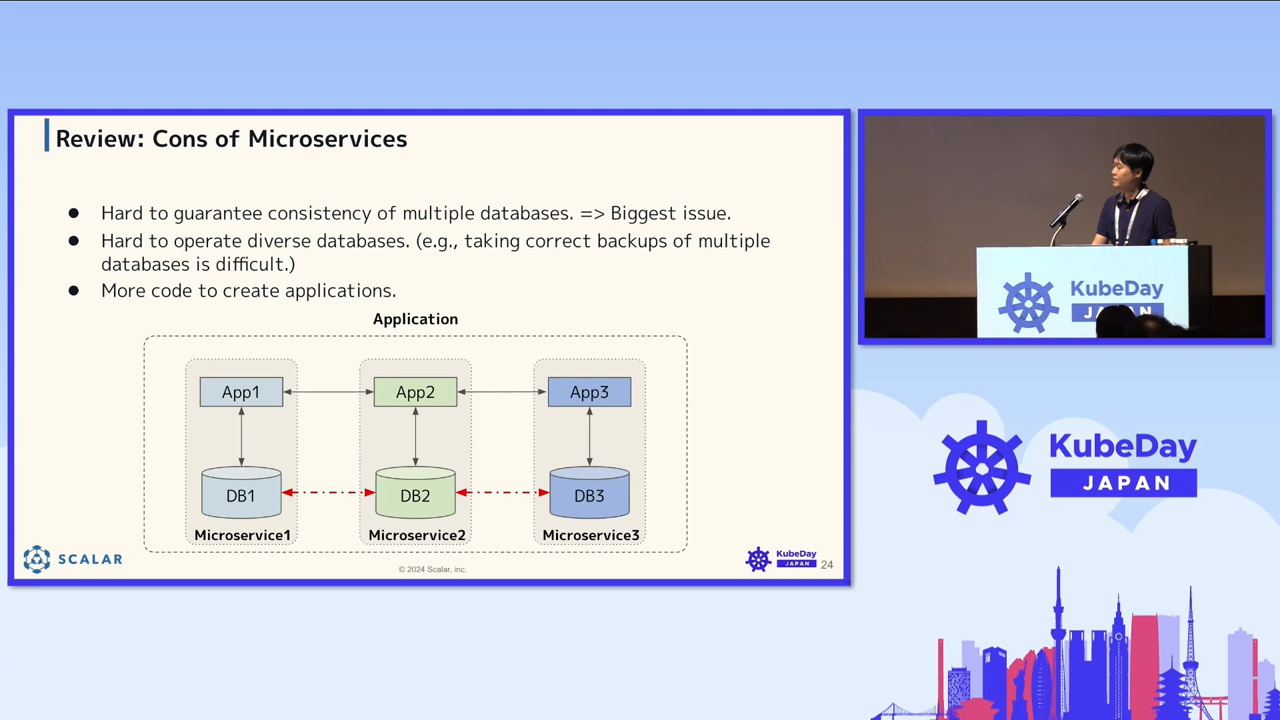 Review: Cons of Microservices
● Hard to guarantee consistency of multiple databases. => Biggest issue.
● Hard to operate diverse databases. (e.g., taking correct backups of multiple
databases is difficult.)
● More code to create applications.
Application
App1
App2
App3
DB1
DB2
DB3
Microservice1
Microservice2
Microservice3
SCALAR
© 2024 Scalar, inc.
KubeDay
JAPAN
24
KubeDay
JAPAN
KubeDay
JAPAN